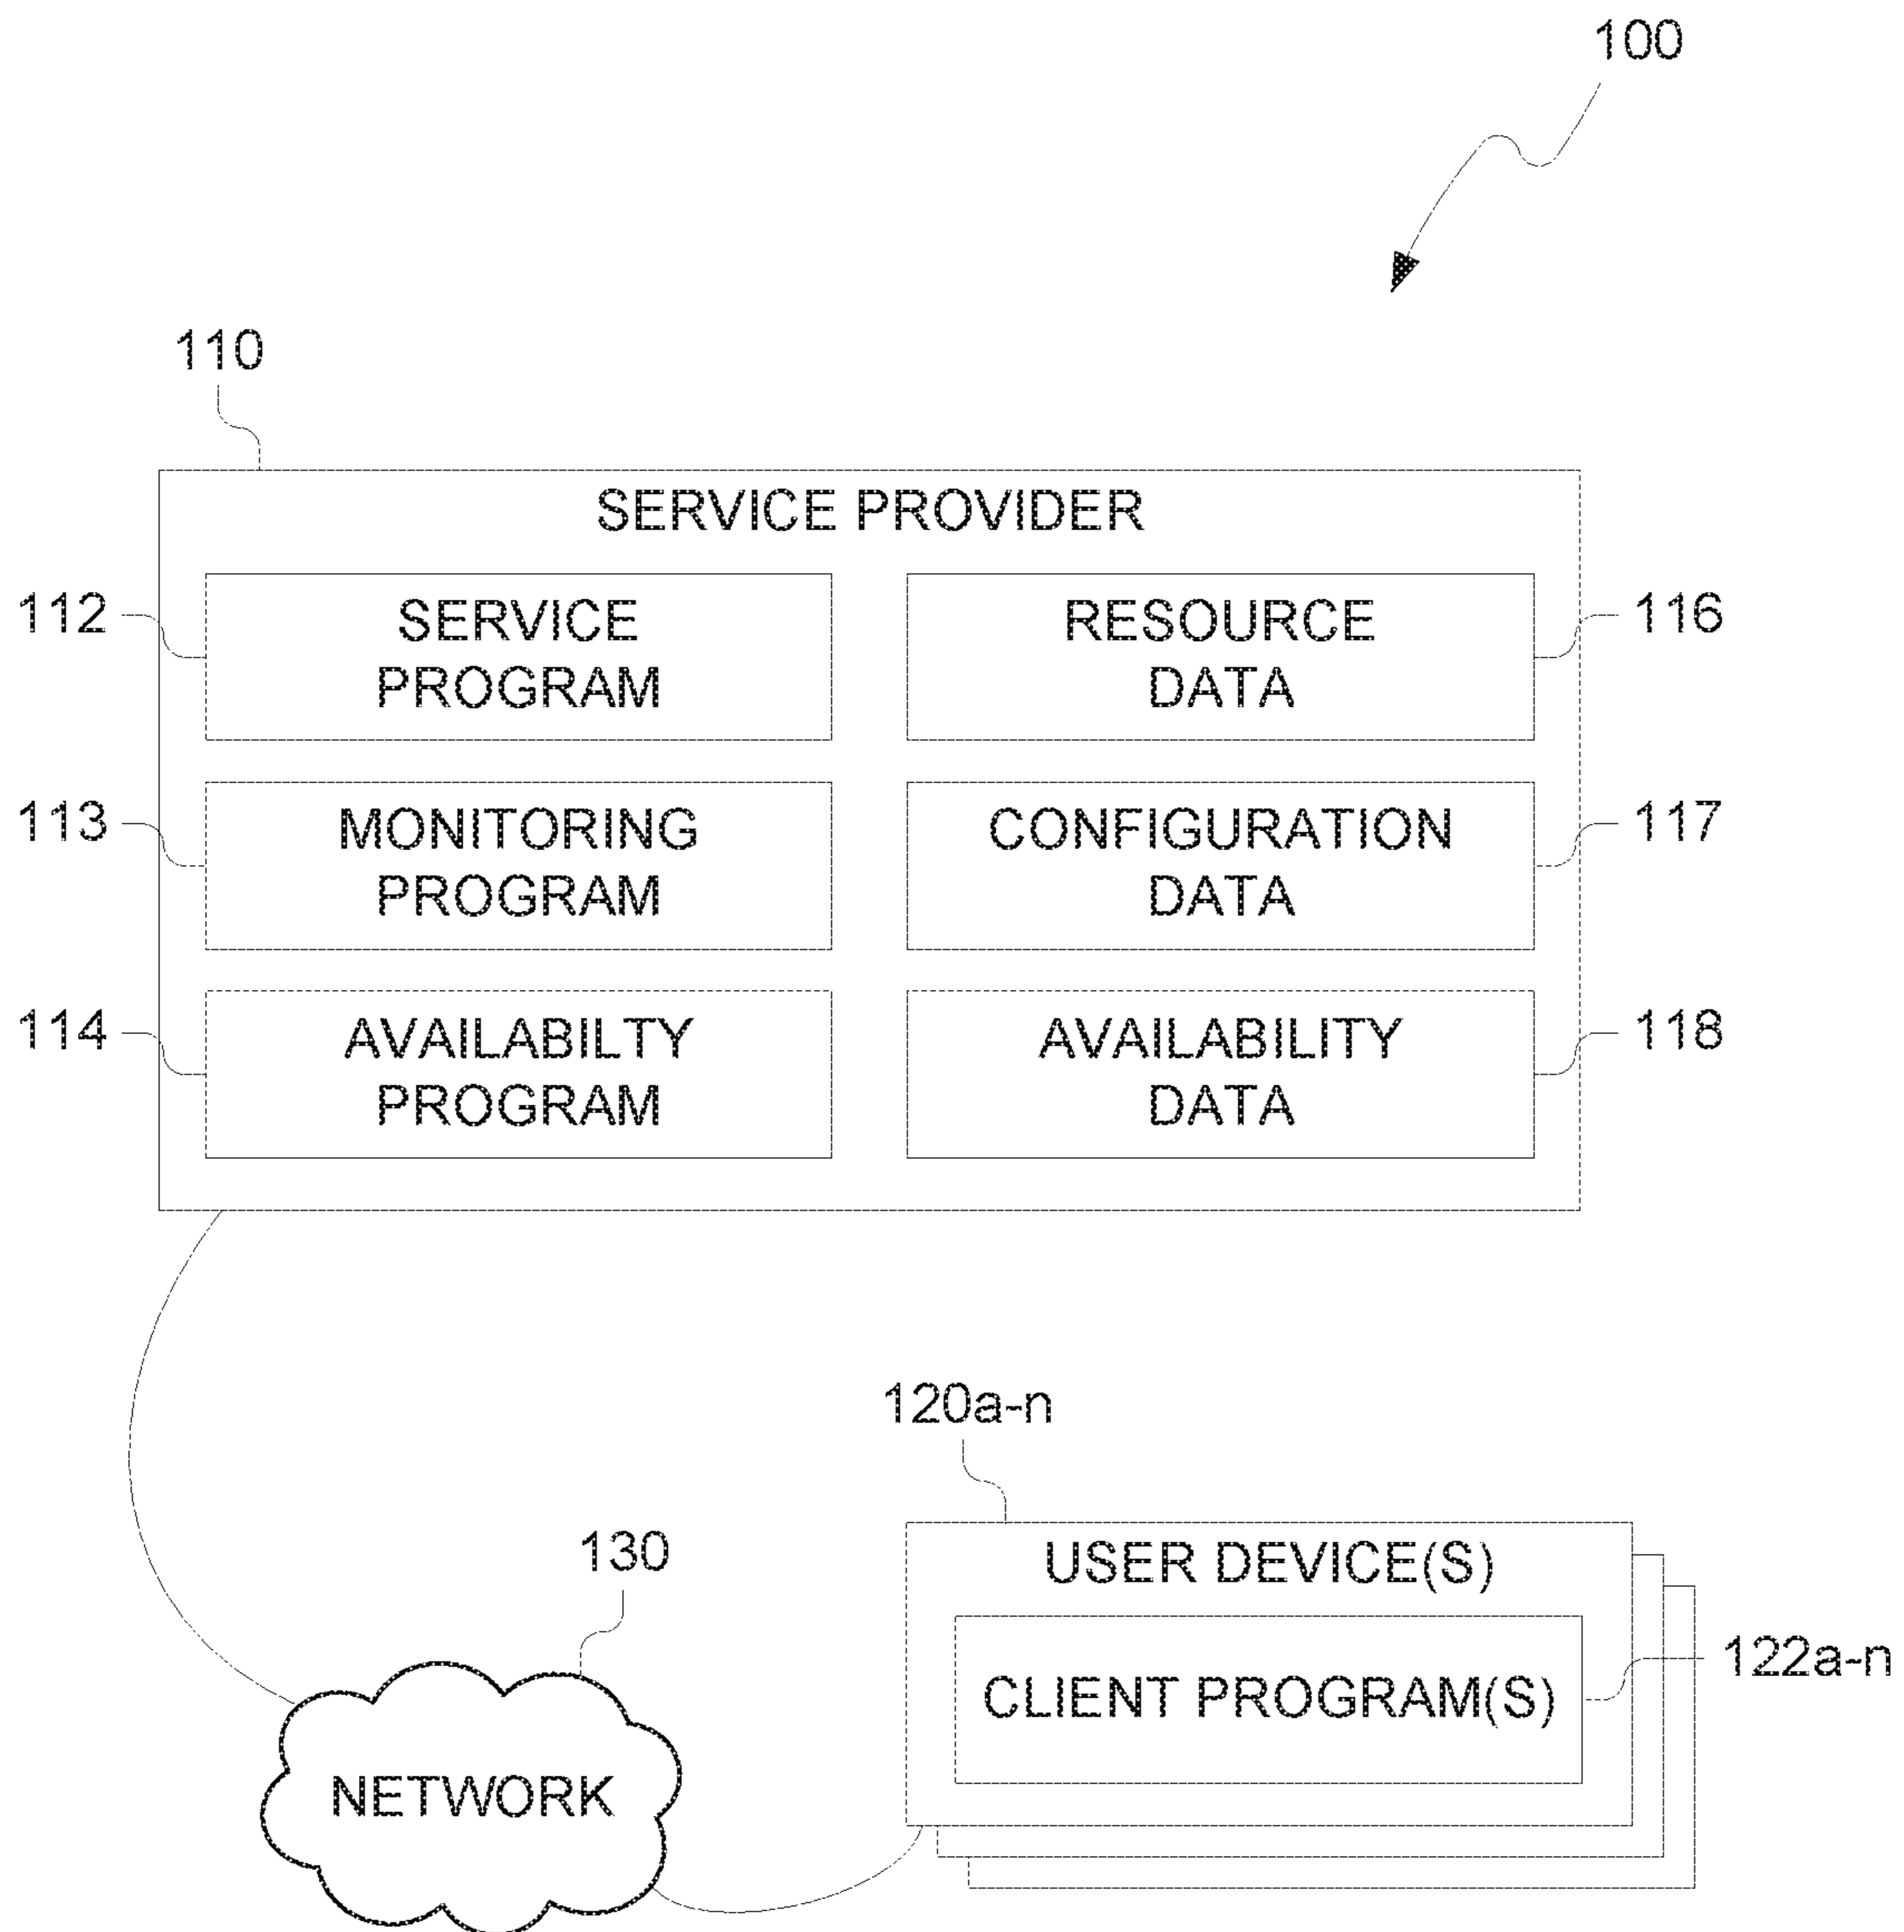 100
110
SERVICE PROVIDER
112
SERVICE
PROGRAM
RESOURCE
DATA
116
113
MONITORING
PROGRAM
CONFIGURATION
DATA
117
114
AVAILABILTY
PROGRAM
AVAILABILITY
DATA
118
120a-n
130
USER DEVICE(S)
CLIENT PROGRAM(S)
122a-n
NETWORK